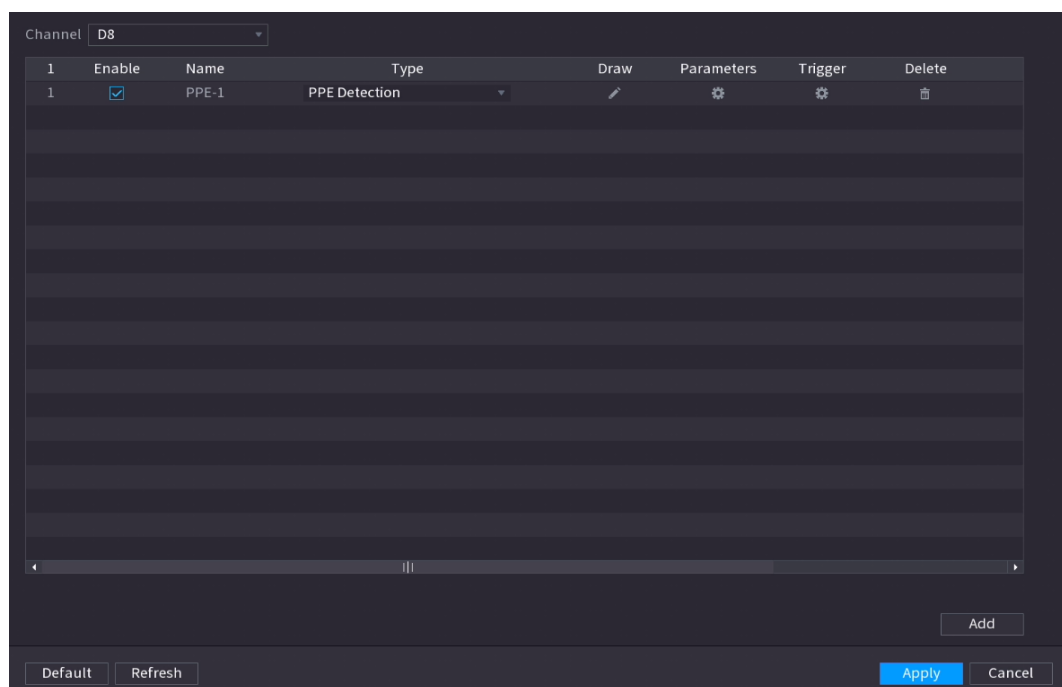 Channel D8
1 Enable Name Type Draw Parameters Trigger Delete
1 PPE-1 PPE Detection
Add
Default Refresh Apply Cancel